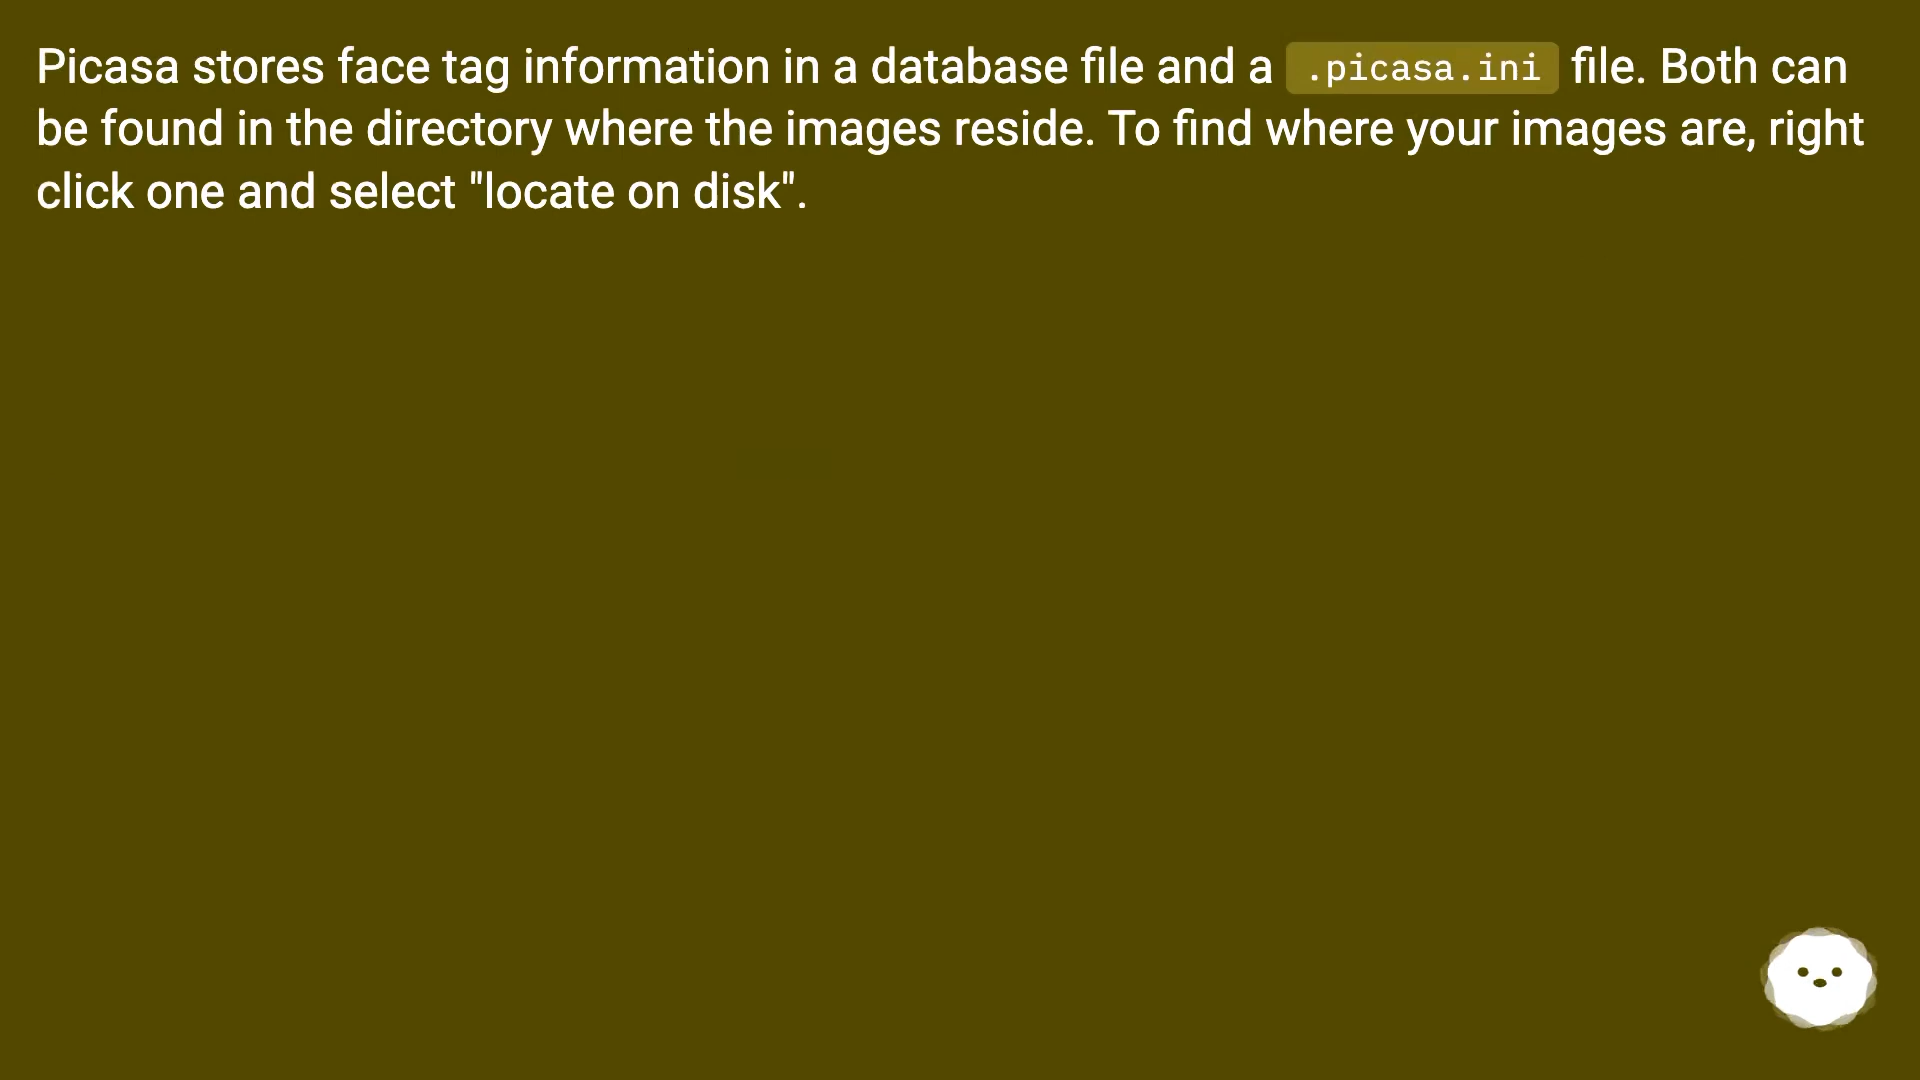 Picasa stores face tag information in a database file and a .picasa.ini file. Both can
be found in the directory where the images reside. To find where your images are, right
click one and select "locate on disk".